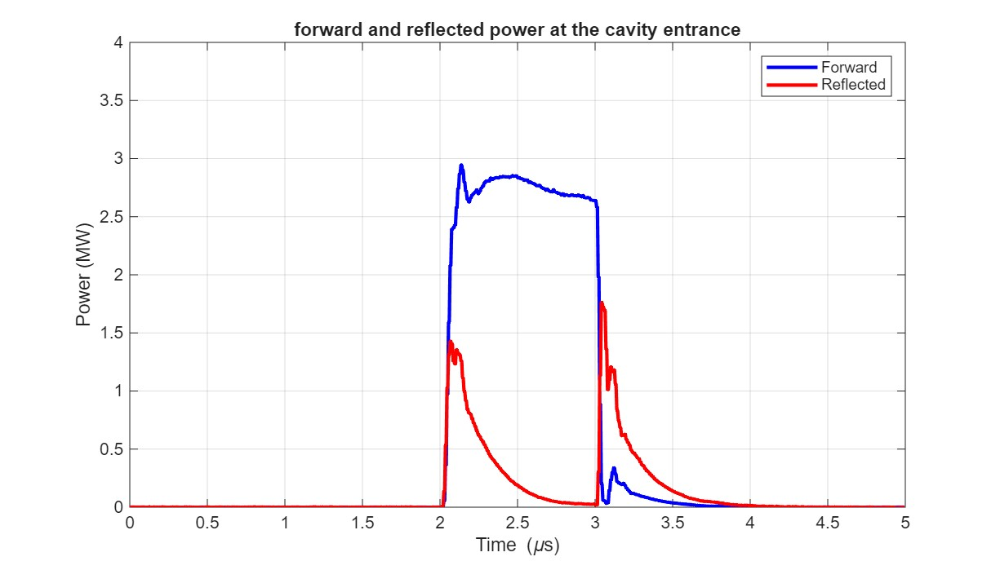 forward and reflected power at the cavity entrance
Forward
Reflected
Power (MW)
4
3.5
3
2.5
2
1.5
1
0.5
0
0 0.5 1 1.5 2 2.5 3 3.5 4 4.5 5
Time (μs)